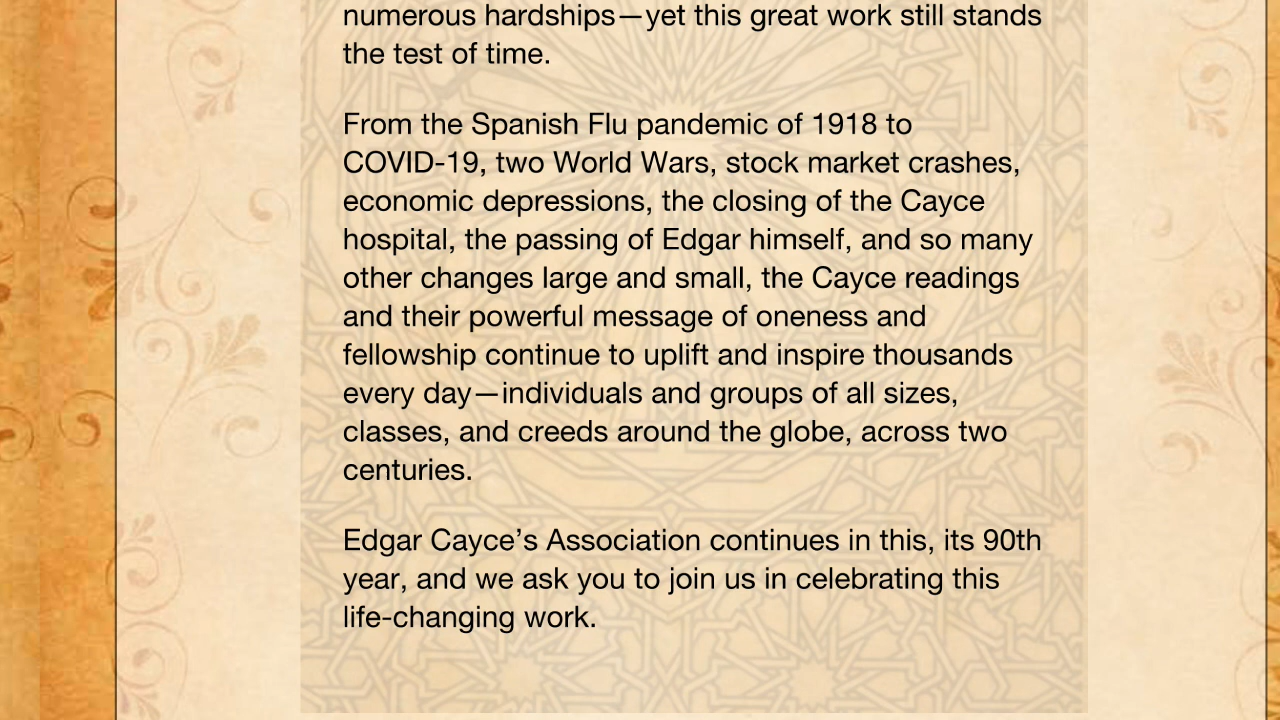 numerous hardships—yet this great work still stands
the test of time.
From the Spanish Flu pandemic of 1918 to
COVID-19, two World Wars, stock market crashes,
economic depressions, the closing of the Cayce
hospital, the passing of Edgar himself, and so many
other changes large and small, the Cayce readings
and their powerful message of oneness and
fellowship continue to uplift and inspire thousands
every day—individuals and groups of all sizes,
classes, and creeds around the globe, across two
centuries.
Edgar Cayce’s Association continues in this, its 90th
year, and we ask you to join us in celebrating this
life-changing work.